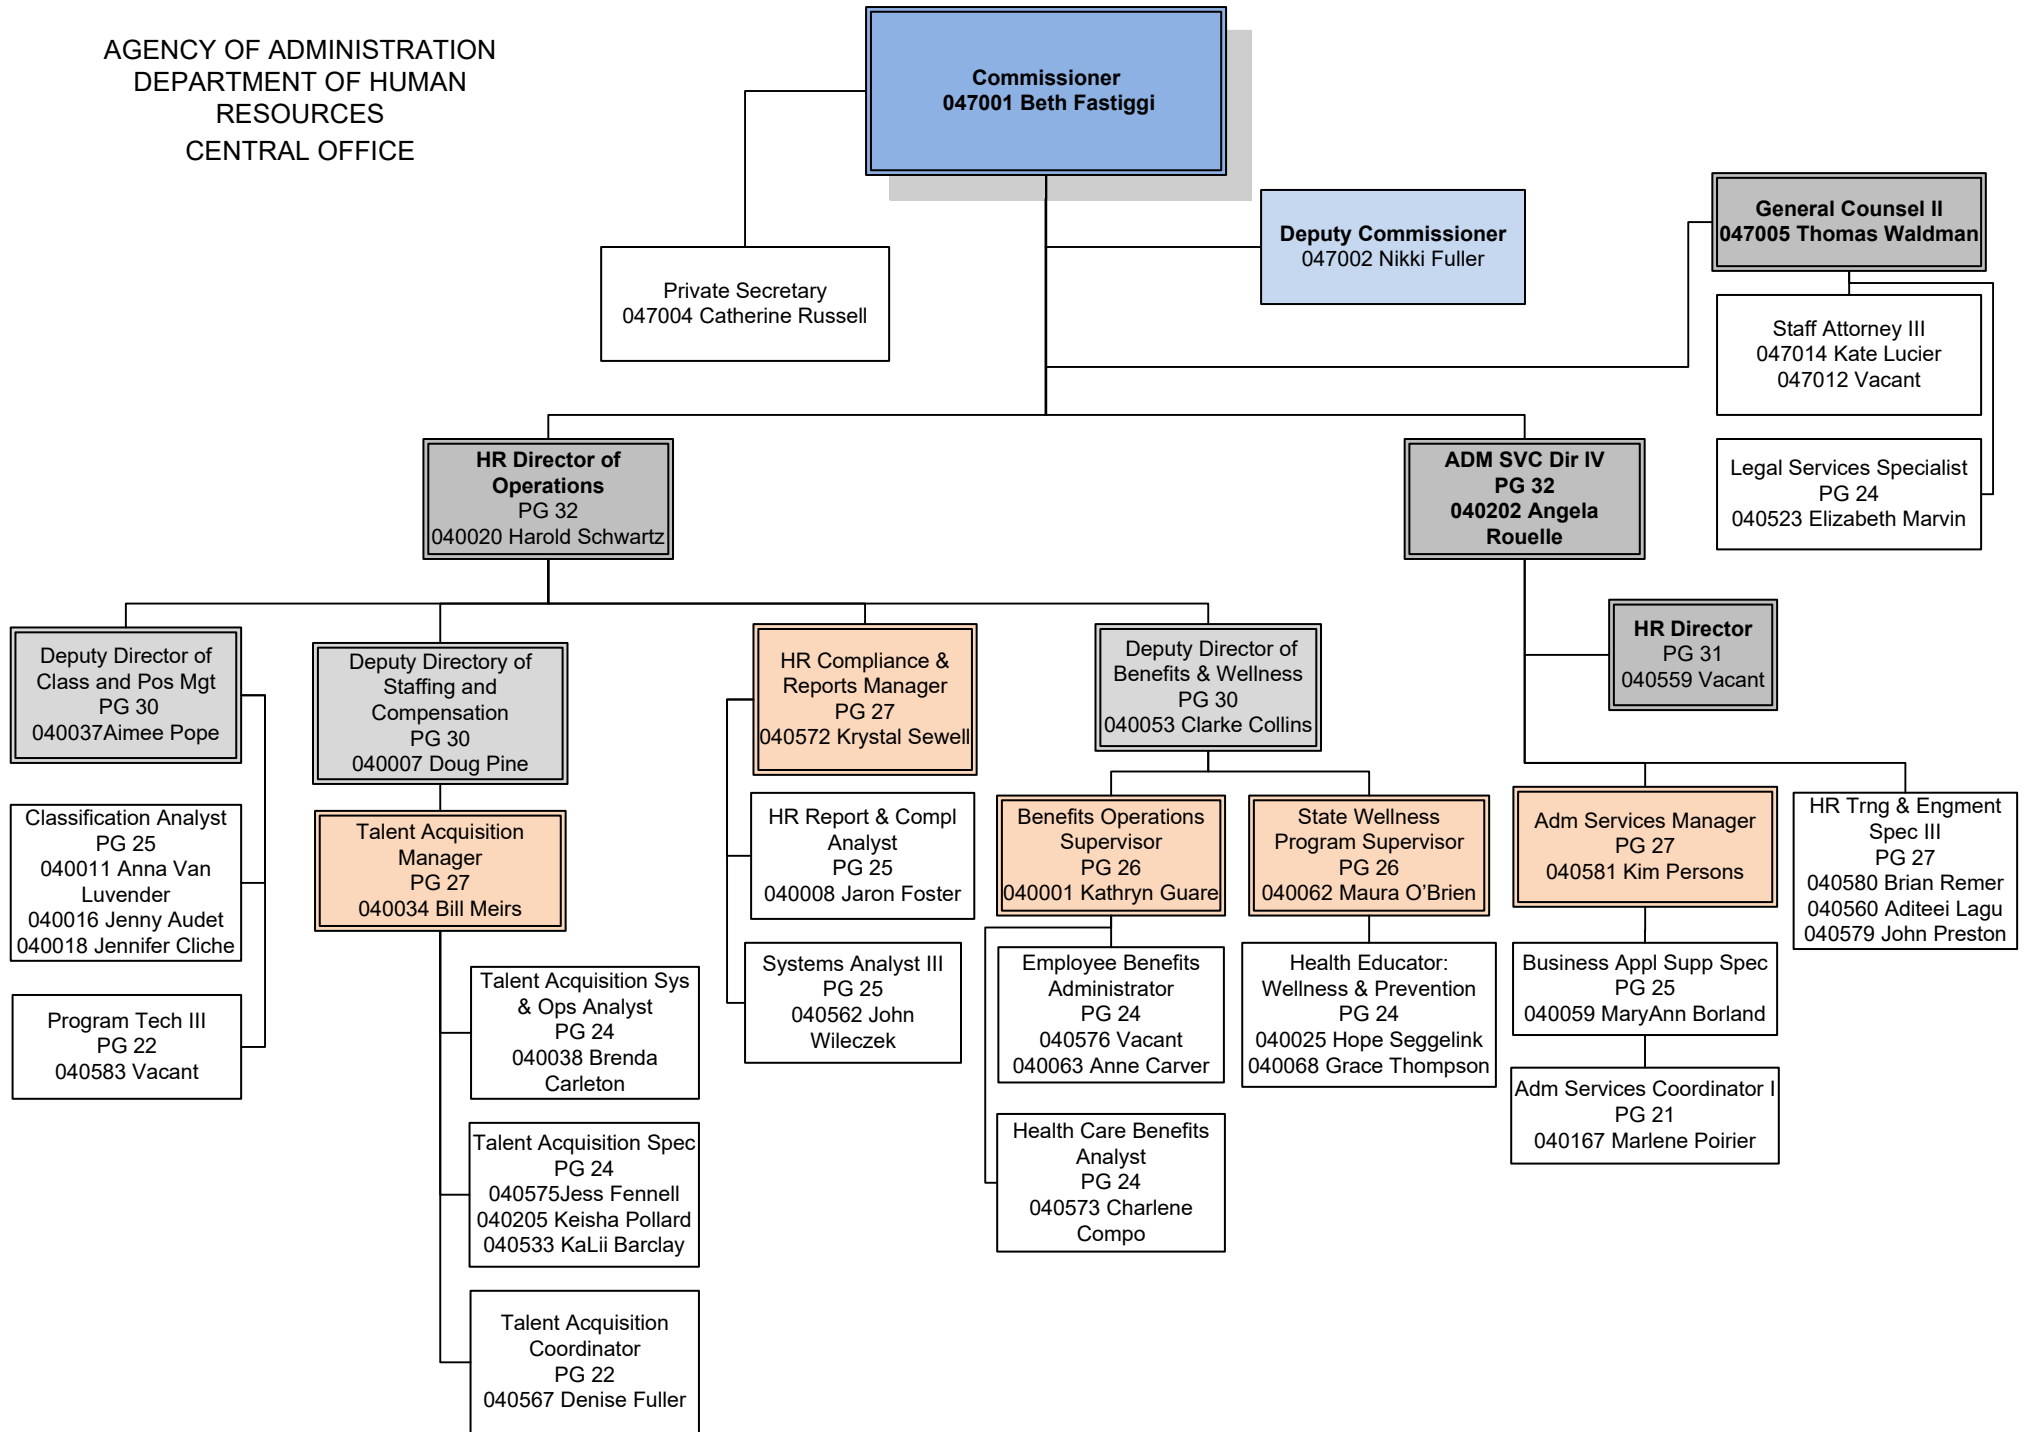 AGENCY OF ADMINISTRATION
DEPARTMENT OF HUMAN
RESOURCES
CENTRAL OFFICE
Commissioner
047001 Beth Fastiggi
Private Secretary
047004 Catherine Russell
Deputy Commissioner
047002 Nikki Fuller
General Counsel II
047005 Thomas Waldman
Staff Attorney III
047014 Kate Lucier
047012 Vacant
Legal Services Specialist
PG 24
040523 Elizabeth Marvin
HR Director of
Operations
PG 32
040020 Harold Schwartz
ADM SVC Dir IV
PG 32
040202 Angela
Rouelle
HR Director
PG 31
040559 Vacant
Deputy Director of
Class and Pos Mgt
PG 30
040037Aimee Pope
Classification Analyst
PG 25
040011 Anna Van
Luvender
040016 Jenny Audet
040018 Jennifer Cliche
Program Tech III
PG 22
040583 Vacant
Deputy Directory of
Staffing and
Compensation
PG 30
040007 Doug Pine
Talent Acquisition
Manager
PG 27
040034 Bill Meirs
Talent Acquisition Sys
& Ops Analyst
PG 24
040038 Brenda
Carleton
Talent Acquisition Spec
PG 24
040575Jess Fennell
040205 Keisha Pollard
040533 KaLii Barclay
Talent Acquisition
Coordinator
PG 22
040567 Denise Fuller
HR Compliance &
Reports Manager
PG 27
040572 Krystal Sewell
HR Report & Compl
Analyst
PG 25
040008 Jaron Foster
Systems Analyst III
PG 25
040562 John
Wileczek
Deputy Director of
Benefits & Wellness
PG 30
040053 Clarke Collins
Benefits Operations
Supervisor
PG 26
040001 Kathryn Guare
Employee Benefits
Administrator
PG 24
040576 Vacant
040063 Anne Carver
Health Care Benefits
Analyst
PG 24
040573 Charlene
Compo
State Wellness
Program Supervisor
PG 26
040062 Maura O’Brien
Health Educator:
Wellness & Prevention
PG 24
040025 Hope Seggelink
040068 Grace Thompson
Adm Services Manager
PG 27
040581 Kim Persons
Business Appl Supp Spec
PG 25
040059 MaryAnn Borland
Adm Services Coordinator I
PG 21
040167 Marlene Poirier
HR Trng & Engment
Spec III
PG 27
040580 Brian Remer
040560 Aditeei Lagu
040579 John Preston